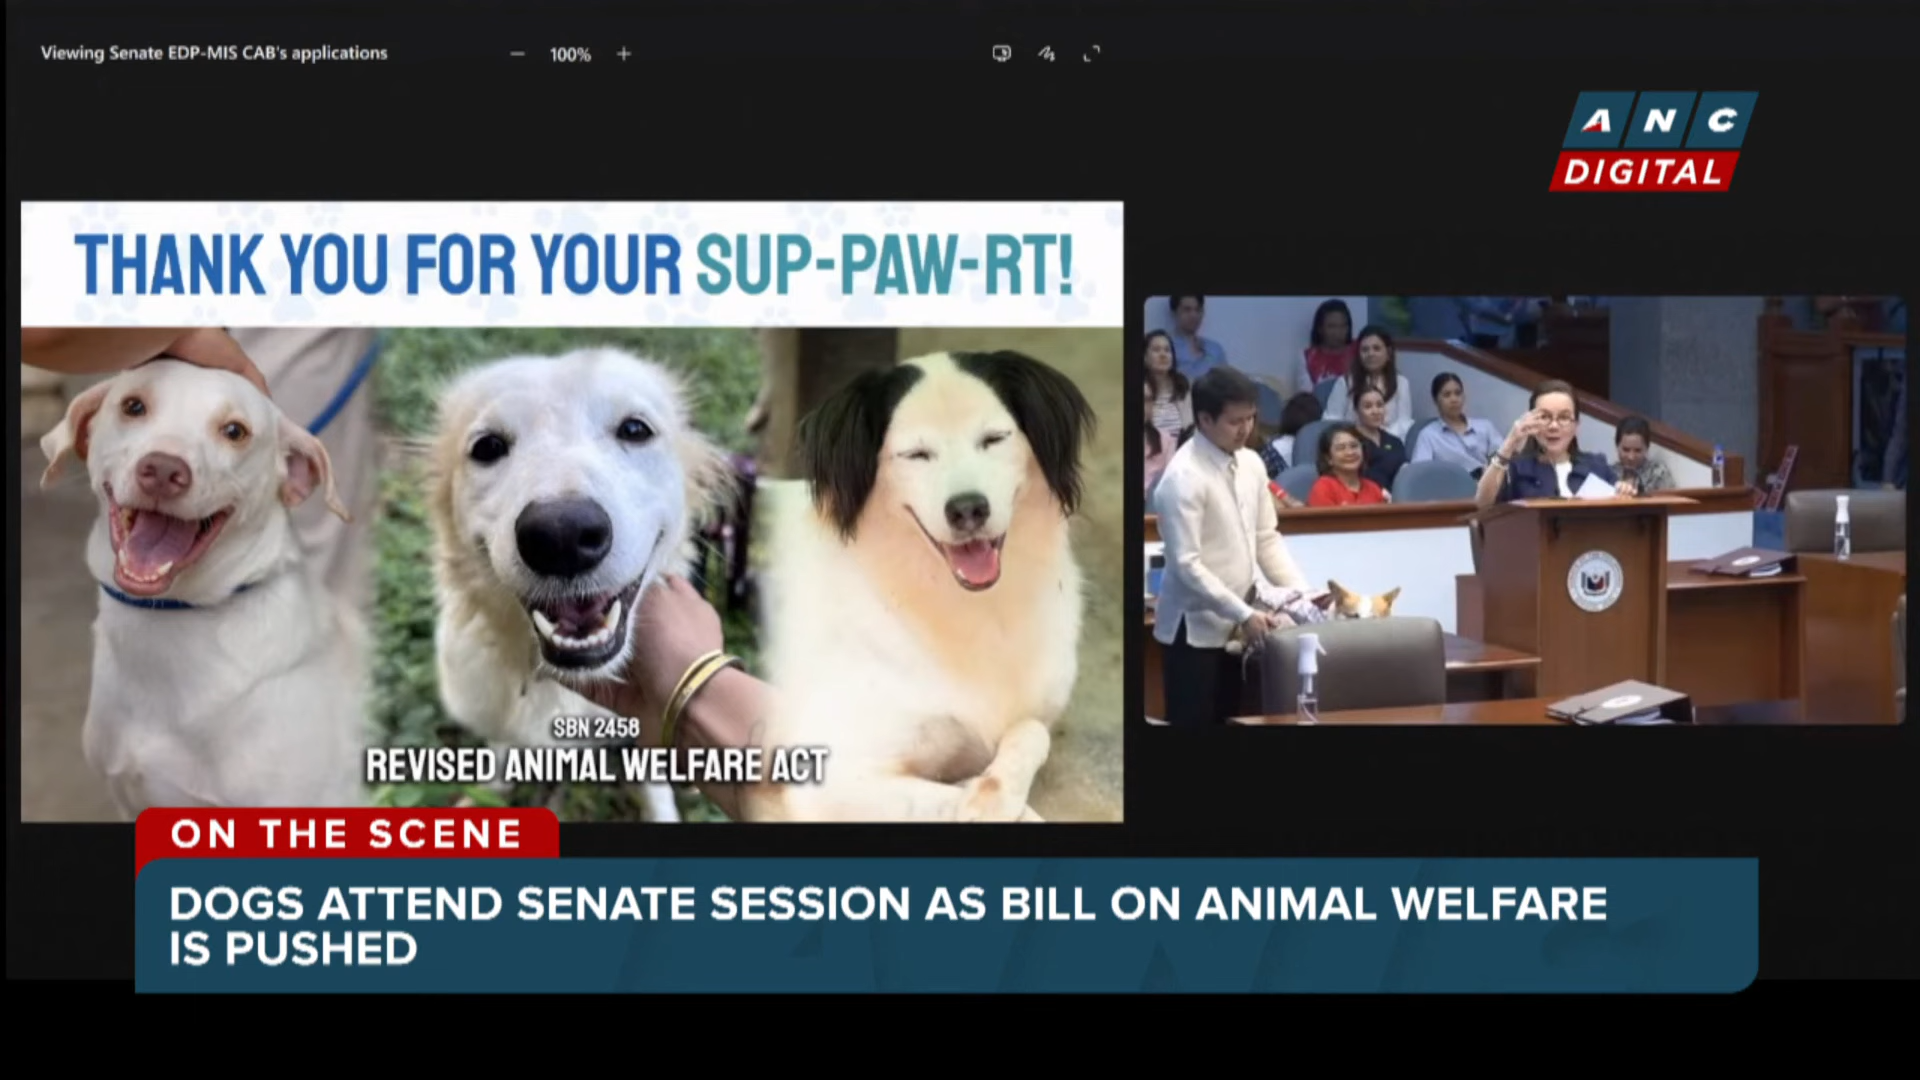 Viewing Senate EDP-MIS CAB's applications
100%
ANC
DIGITAL
THANK YOU FOR YOUR SUP-PAW-RT!
SBN 2458
REVISED ANIMAL WELFARE ACT
ON THE SCENE
DOGS ATTEND SENATE SESSION AS BILL ON ANIMAL WELFARE
IS PUSHED